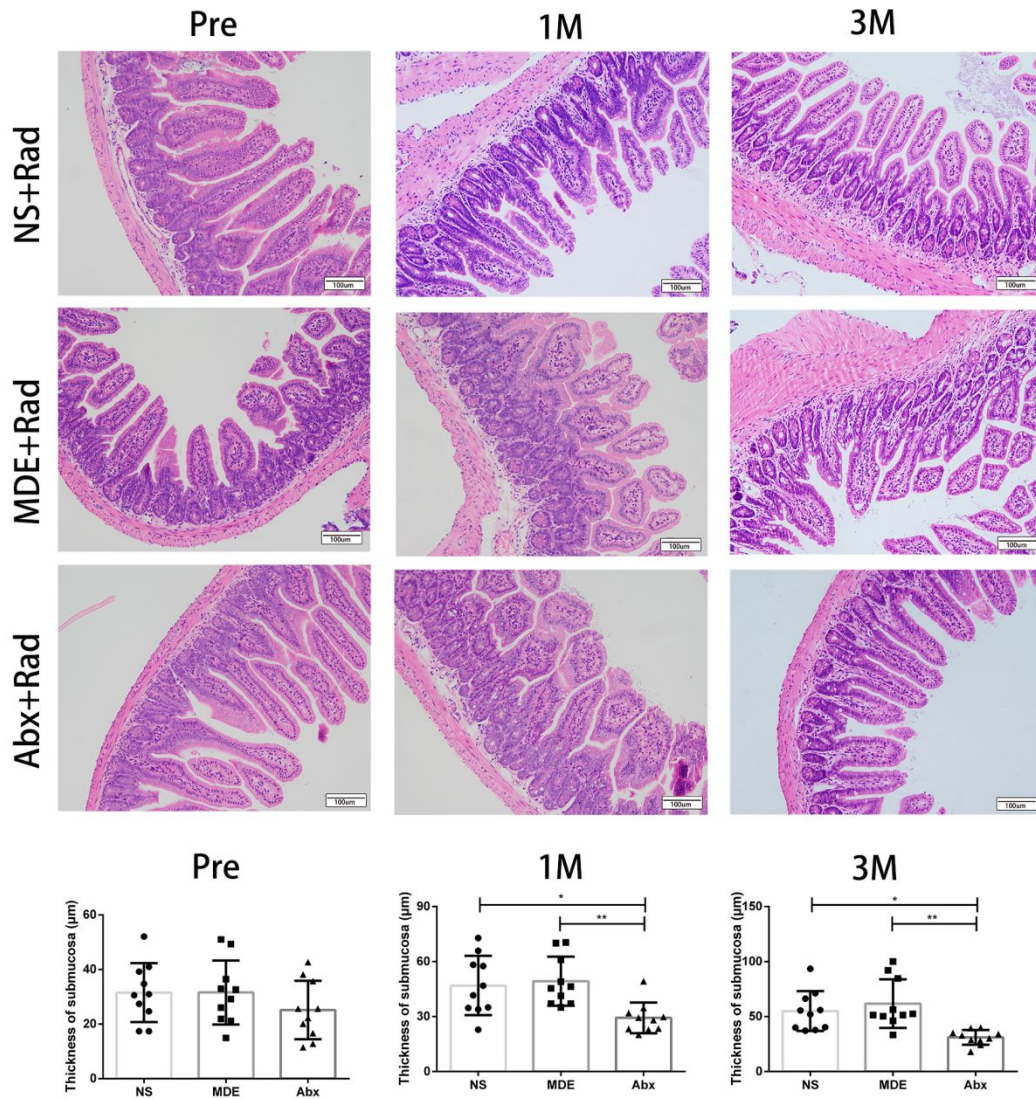 Pre 1M 3M
NS+Rad
100um 100um 100um
MDE+Rad
100um 100um 100um
Abx+Rad
100um 100um 100um
Pre 1M 3M
Thickness of submucosa (μm)
60
40
20
0
NS MDE Abx
Thickness of submucosa (μm)
90
60
30
0
*
**
NS MDE Abx
Thickness of submucosa (μm)
150
100
50
0
*
**
NS MDE Abx